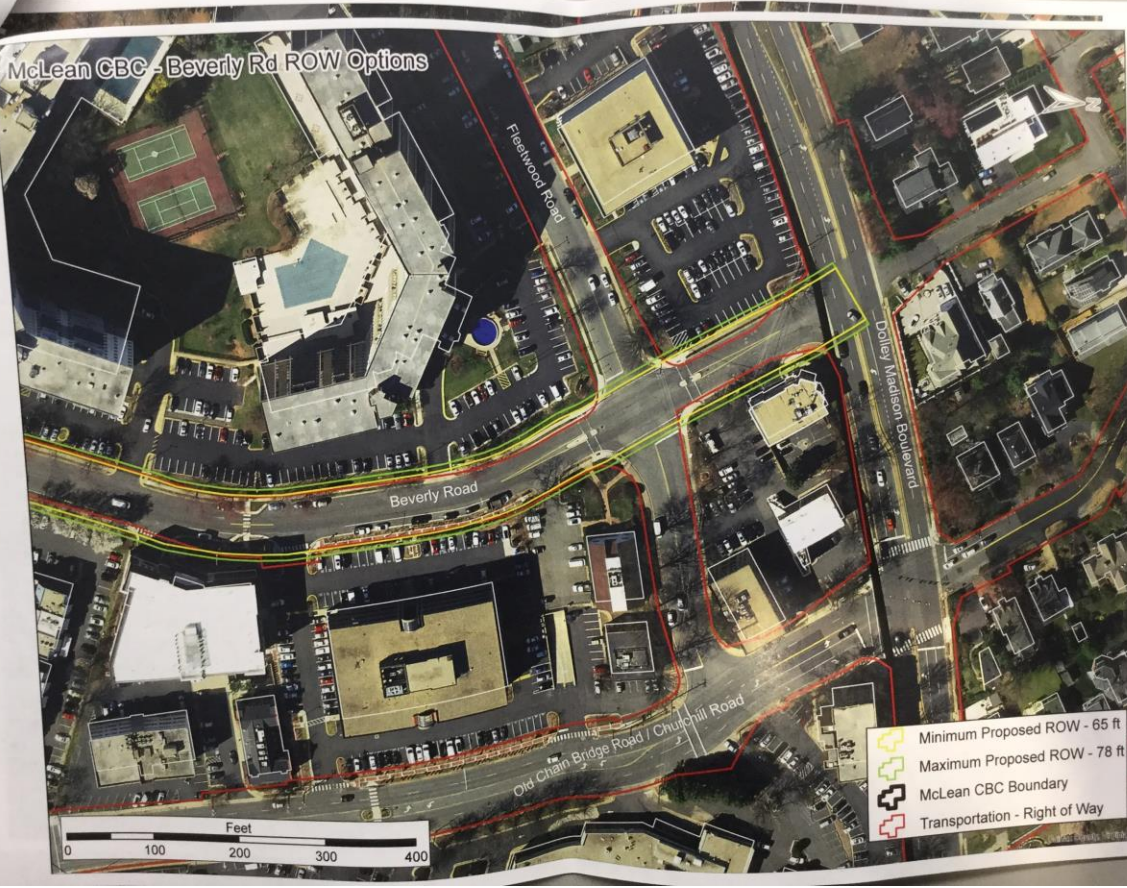 McLean CBC - Beverly Rd ROW Options
Fleetwood Road
N
Dolley Madison Boulevard
Beverly Road
Old Chain Bridge Road / Churchill Road
Minimum Proposed ROW - 65 ft
Maximum Proposed ROW - 78 ft
McLean CBC Boundary
Transportation - Right of Way
Feet
0 100 200 300 400